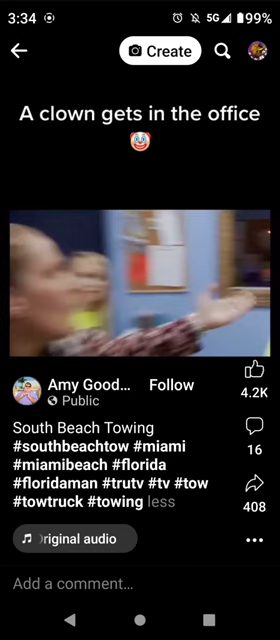 3:34
5G 99%
Create
A clown gets in the office
🤡
Amy Good... Follow
Public
4.2K
South Beach Towing
#southbeachtow #miami
#miamibeach #florida
#floridaman #trutv #tv #tow
#towtruck #towing less
16
408
riginal audio
Add a comment...